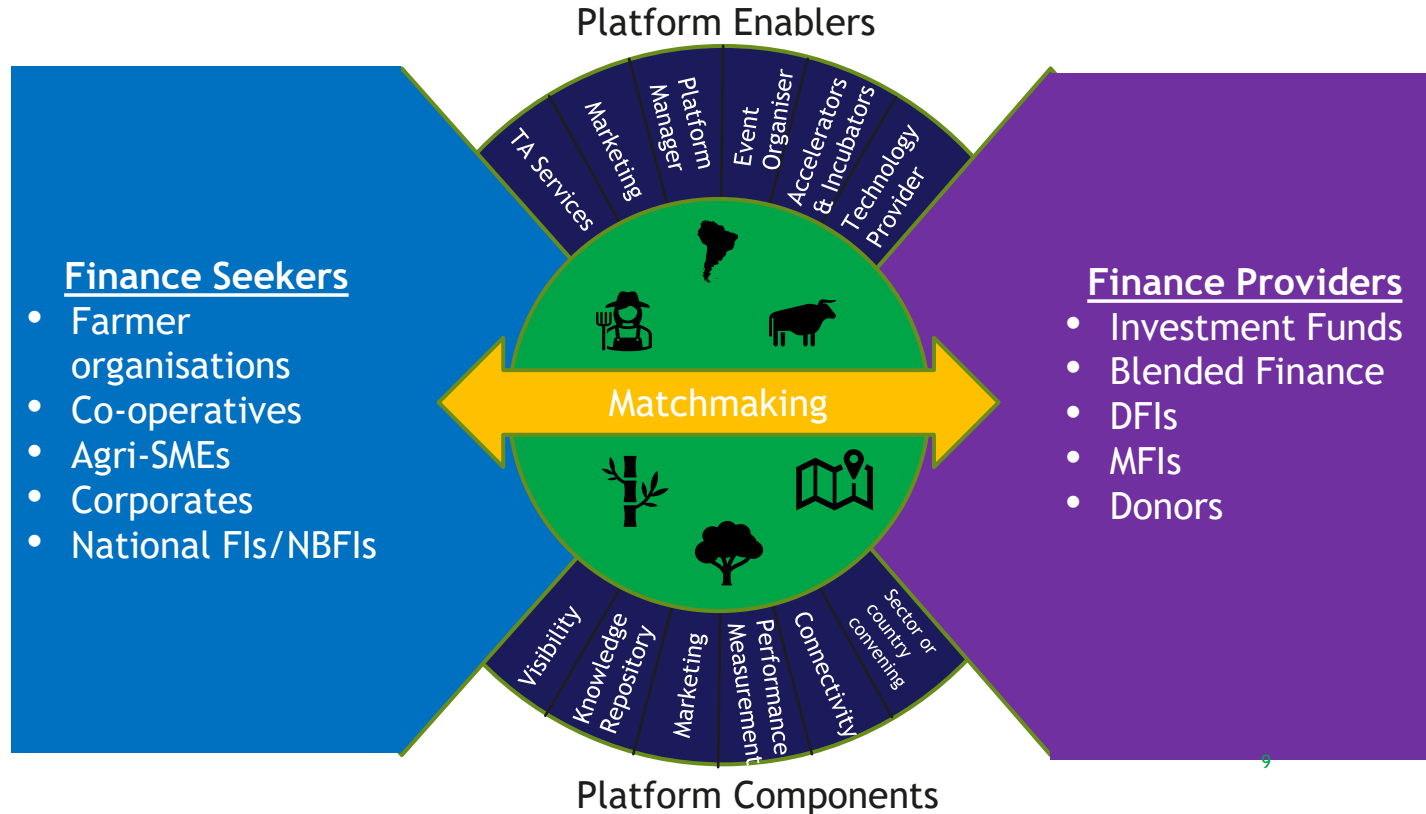 Platform Enablers
TA Services
Marketing
Platform
Manager
Event
Organiser
Accelerators
& Incubators
Technology
Provider
Finance Seekers
• Farmer
organisations
• Co-operatives
• Agri-SMEs
• Corporates
• National FIs/NBFIs
Matchmaking
Finance Providers
• Investment Funds
• Blended Finance
• DFIs
• MFIs
• Donors
Visibility
Knowledge
Repository
Marketing
Performance
Measurement
Connectivity
Sector or
country
convening
9
Platform Components